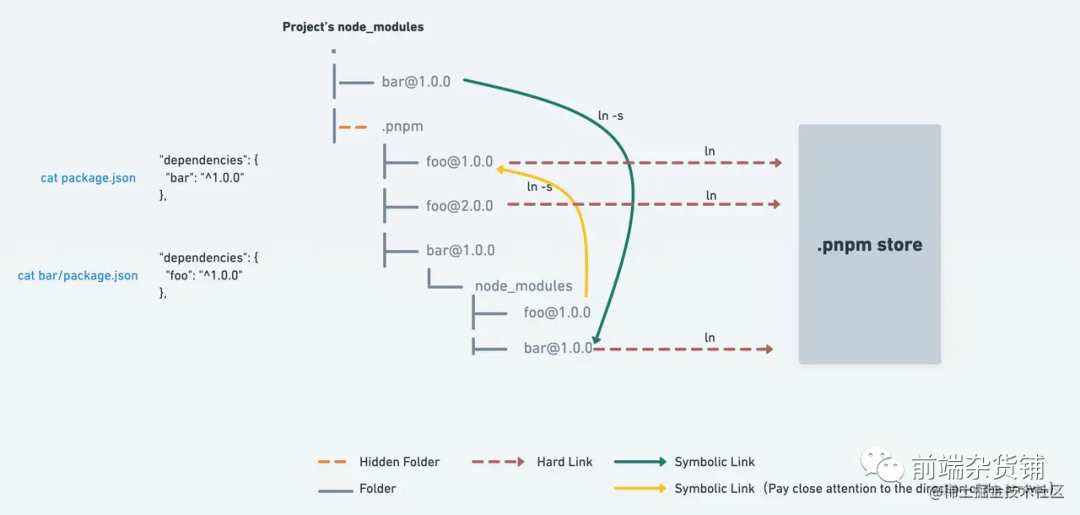 Project's node_modules
bar@1.0.0
ln -s
.pnpm
foo@1.0.0
ln
"dependencies": {
cat package.json
"bar": "^1.0.0"
},
ln -s
foo@2.0.0
ln
.pnpm store
bar@1.0.0
"dependencies": {
cat bar/package.json
"foo": "^1.0.0"
},
node_modules
foo@1.0.0
bar@1.0.0
ln
Hidden Folder
Hard Link
Symbolic Link
Folder
Symbolic Link (Pay close attention to the direction of the
前端杂货铺
@稀土掘金技术社区